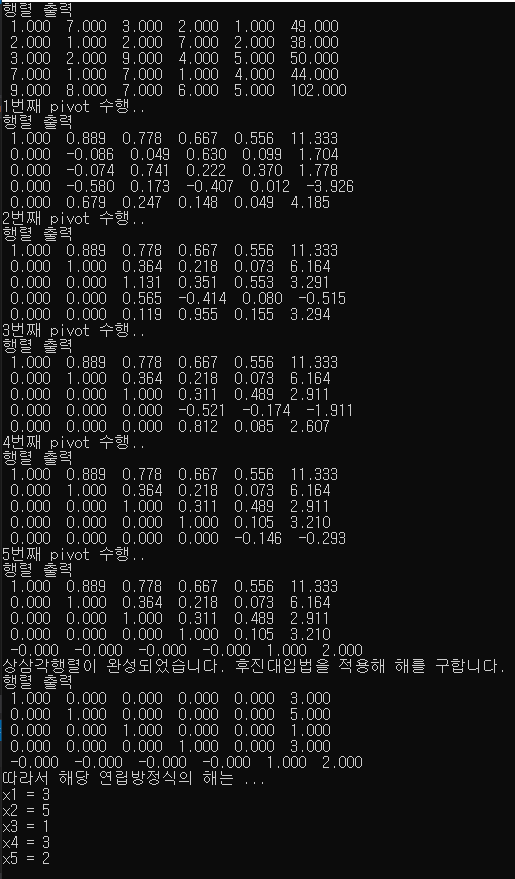 행렬 출력
1.000 7.000 3.000 2.000 1.000 49.000
2.000 1.000 2.000 7.000 2.000 38.000
3.000 2.000 9.000 4.000 5.000 50.000
7.000 1.000 7.000 1.000 4.000 44.000
9.000 8.000 7.000 6.000 5.000 102.000
1번째 pivot 수행..
행렬 출력
1.000 0.889 0.778 0.667 0.556 11.333
0.000 -0.086 0.049 0.630 0.099 1.704
0.000 -0.074 0.741 0.222 0.370 1.778
0.000 -0.580 0.173 -0.407 0.012 -3.926
0.000 0.679 0.247 0.148 0.049 4.185
2번째 pivot 수행..
행렬 출력
1.000 0.889 0.778 0.667 0.556 11.333
0.000 1.000 0.364 0.218 0.073 6.164
0.000 0.000 1.131 0.351 0.553 3.291
0.000 0.000 0.565 -0.414 0.080 -0.515
0.000 0.000 0.119 0.955 0.155 3.294
3번째 pivot 수행..
행렬 출력
1.000 0.889 0.778 0.667 0.556 11.333
0.000 1.000 0.364 0.218 0.073 6.164
0.000 0.000 1.000 0.311 0.489 2.911
0.000 0.000 0.000 -0.521 -0.174 -1.911
0.000 0.000 0.000 0.812 0.085 2.607
4번째 pivot 수행..
행렬 출력
1.000 0.889 0.778 0.667 0.556 11.333
0.000 1.000 0.364 0.218 0.073 6.164
0.000 0.000 1.000 0.311 0.489 2.911
0.000 0.000 0.000 1.000 0.105 3.210
0.000 0.000 0.000 0.000 -0.146 -0.293
5번째 pivot 수행..
행렬 출력
1.000 0.889 0.778 0.667 0.556 11.333
0.000 1.000 0.364 0.218 0.073 6.164
0.000 0.000 1.000 0.311 0.489 2.911
0.000 0.000 0.000 1.000 0.105 3.210
-0.000 -0.000 -0.000 -0.000 1.000 2.000
상삼각행렬이 완성되었습니다. 후진대입법을 적용해 해를 구합니다.
행렬 출력
1.000 0.000 0.000 0.000 0.000 3.000
0.000 1.000 0.000 0.000 0.000 5.000
0.000 0.000 1.000 0.000 0.000 1.000
0.000 0.000 0.000 1.000 0.000 3.000
-0.000 -0.000 -0.000 -0.000 1.000 2.000
따라서 해당 연립방정식의 해는 ...
x1 = 3
x2 = 5
x3 = 1
x4 = 3
x5 = 2